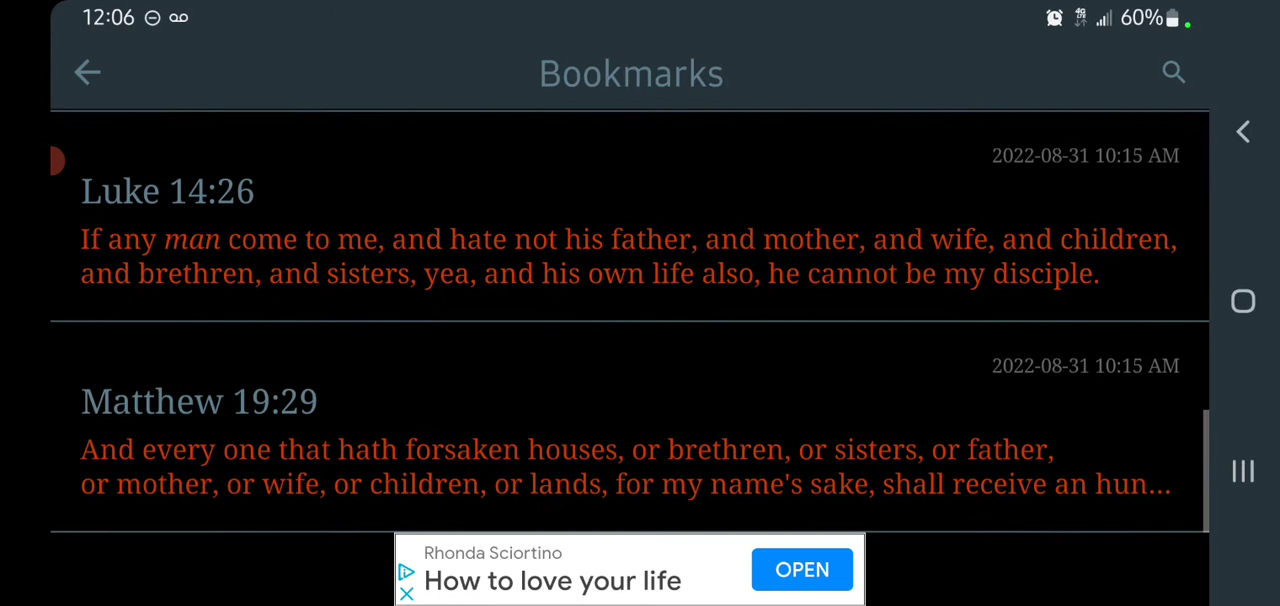 12:06
4G
60%
Bookmarks
2022-08-31 10:15 AM
Luke 14:26
If any man come to me, and hate not his father, and mother, and wife, and children,
and brethren, and sisters, yea, and his own life also, he cannot be my disciple.
2022-08-31 10:15 AM
Matthew 19:29
And every one that hath forsaken houses, or brethren, or sisters, or father,
or mother, or wife, or children, or lands, for my name's sake, shall receive an hun...
Rhonda Sciortino
How to love your life
OPEN